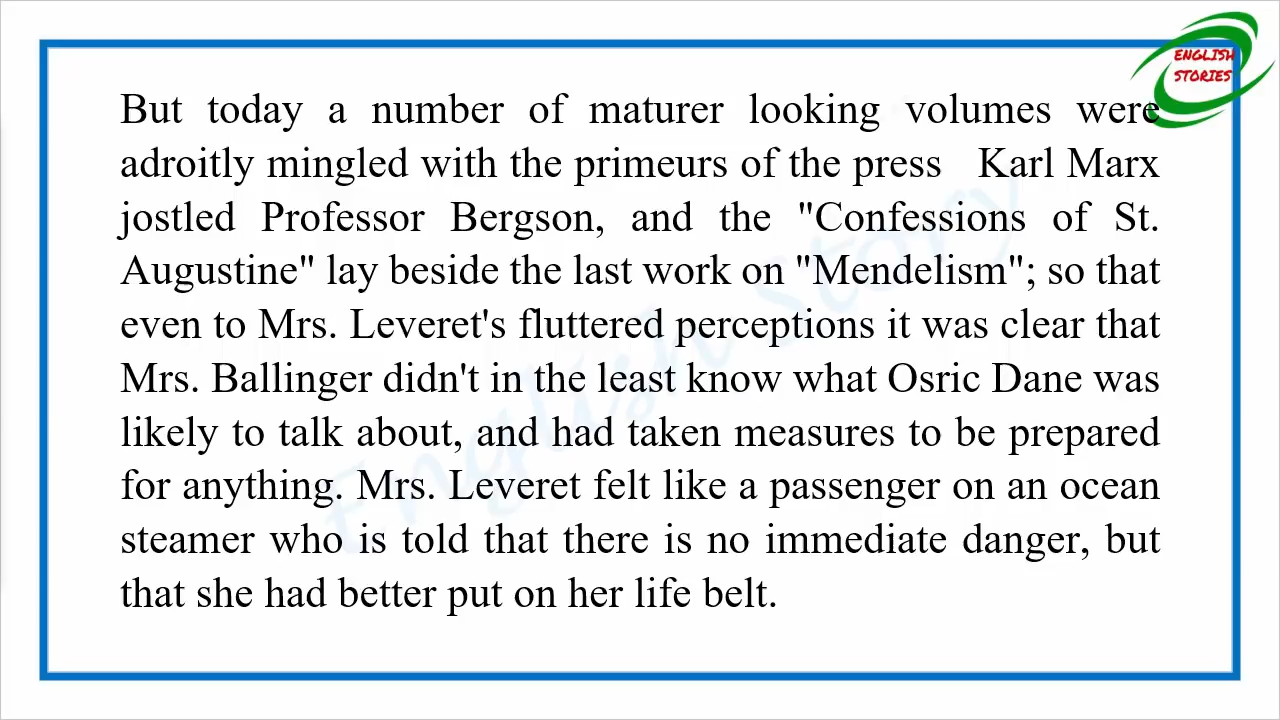 ENGLISH
STORIES
But today a number of maturer looking volumes were
adroitly mingled with the primeurs of the press   Karl Marx
jostled Professor Bergson, and the "Confessions of St.
Augustine" lay beside the last work on "Mendelism"; so that
even to Mrs. Leveret's fluttered perceptions it was clear that
Mrs. Ballinger didn't in the least know what Osric Dane was
likely to talk about, and had taken measures to be prepared
for anything. Mrs. Leveret felt like a passenger on an ocean
steamer who is told that there is no immediate danger, but
that she had better put on her life belt.
English Story